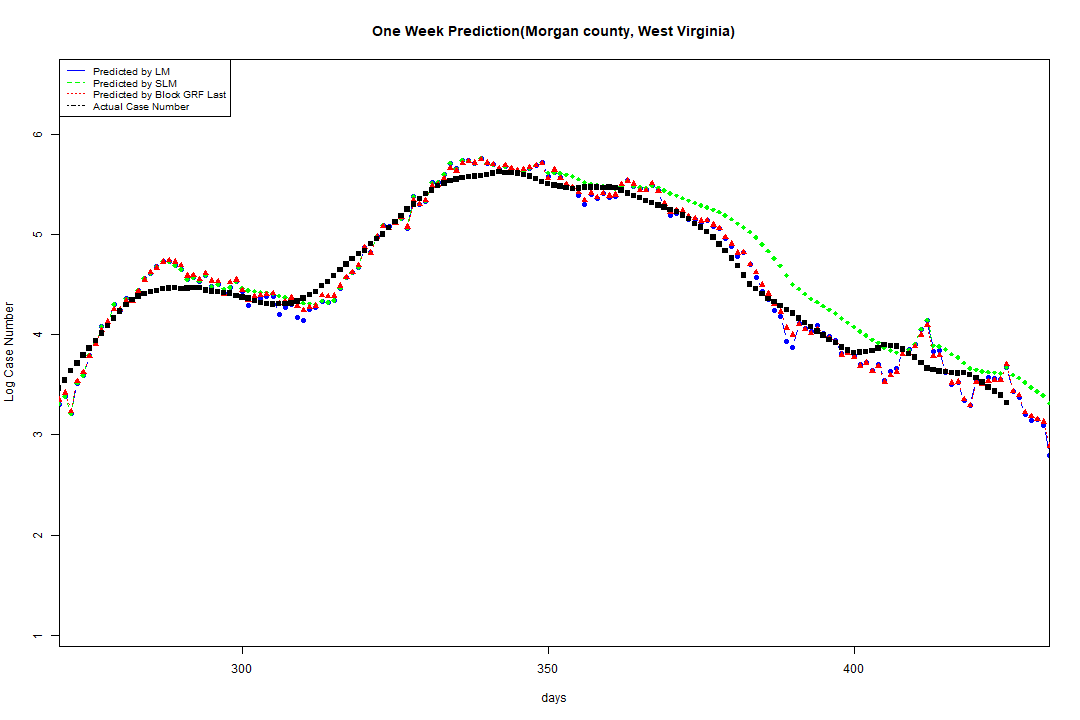 One Week Prediction(Morgan county, West Virginia)
Predicted by LM
Predicted by SLM
Predicted by Block GRF Last
Actual Case Number
Log Case Number
6
5
4
3
2
1
300 350 400
days